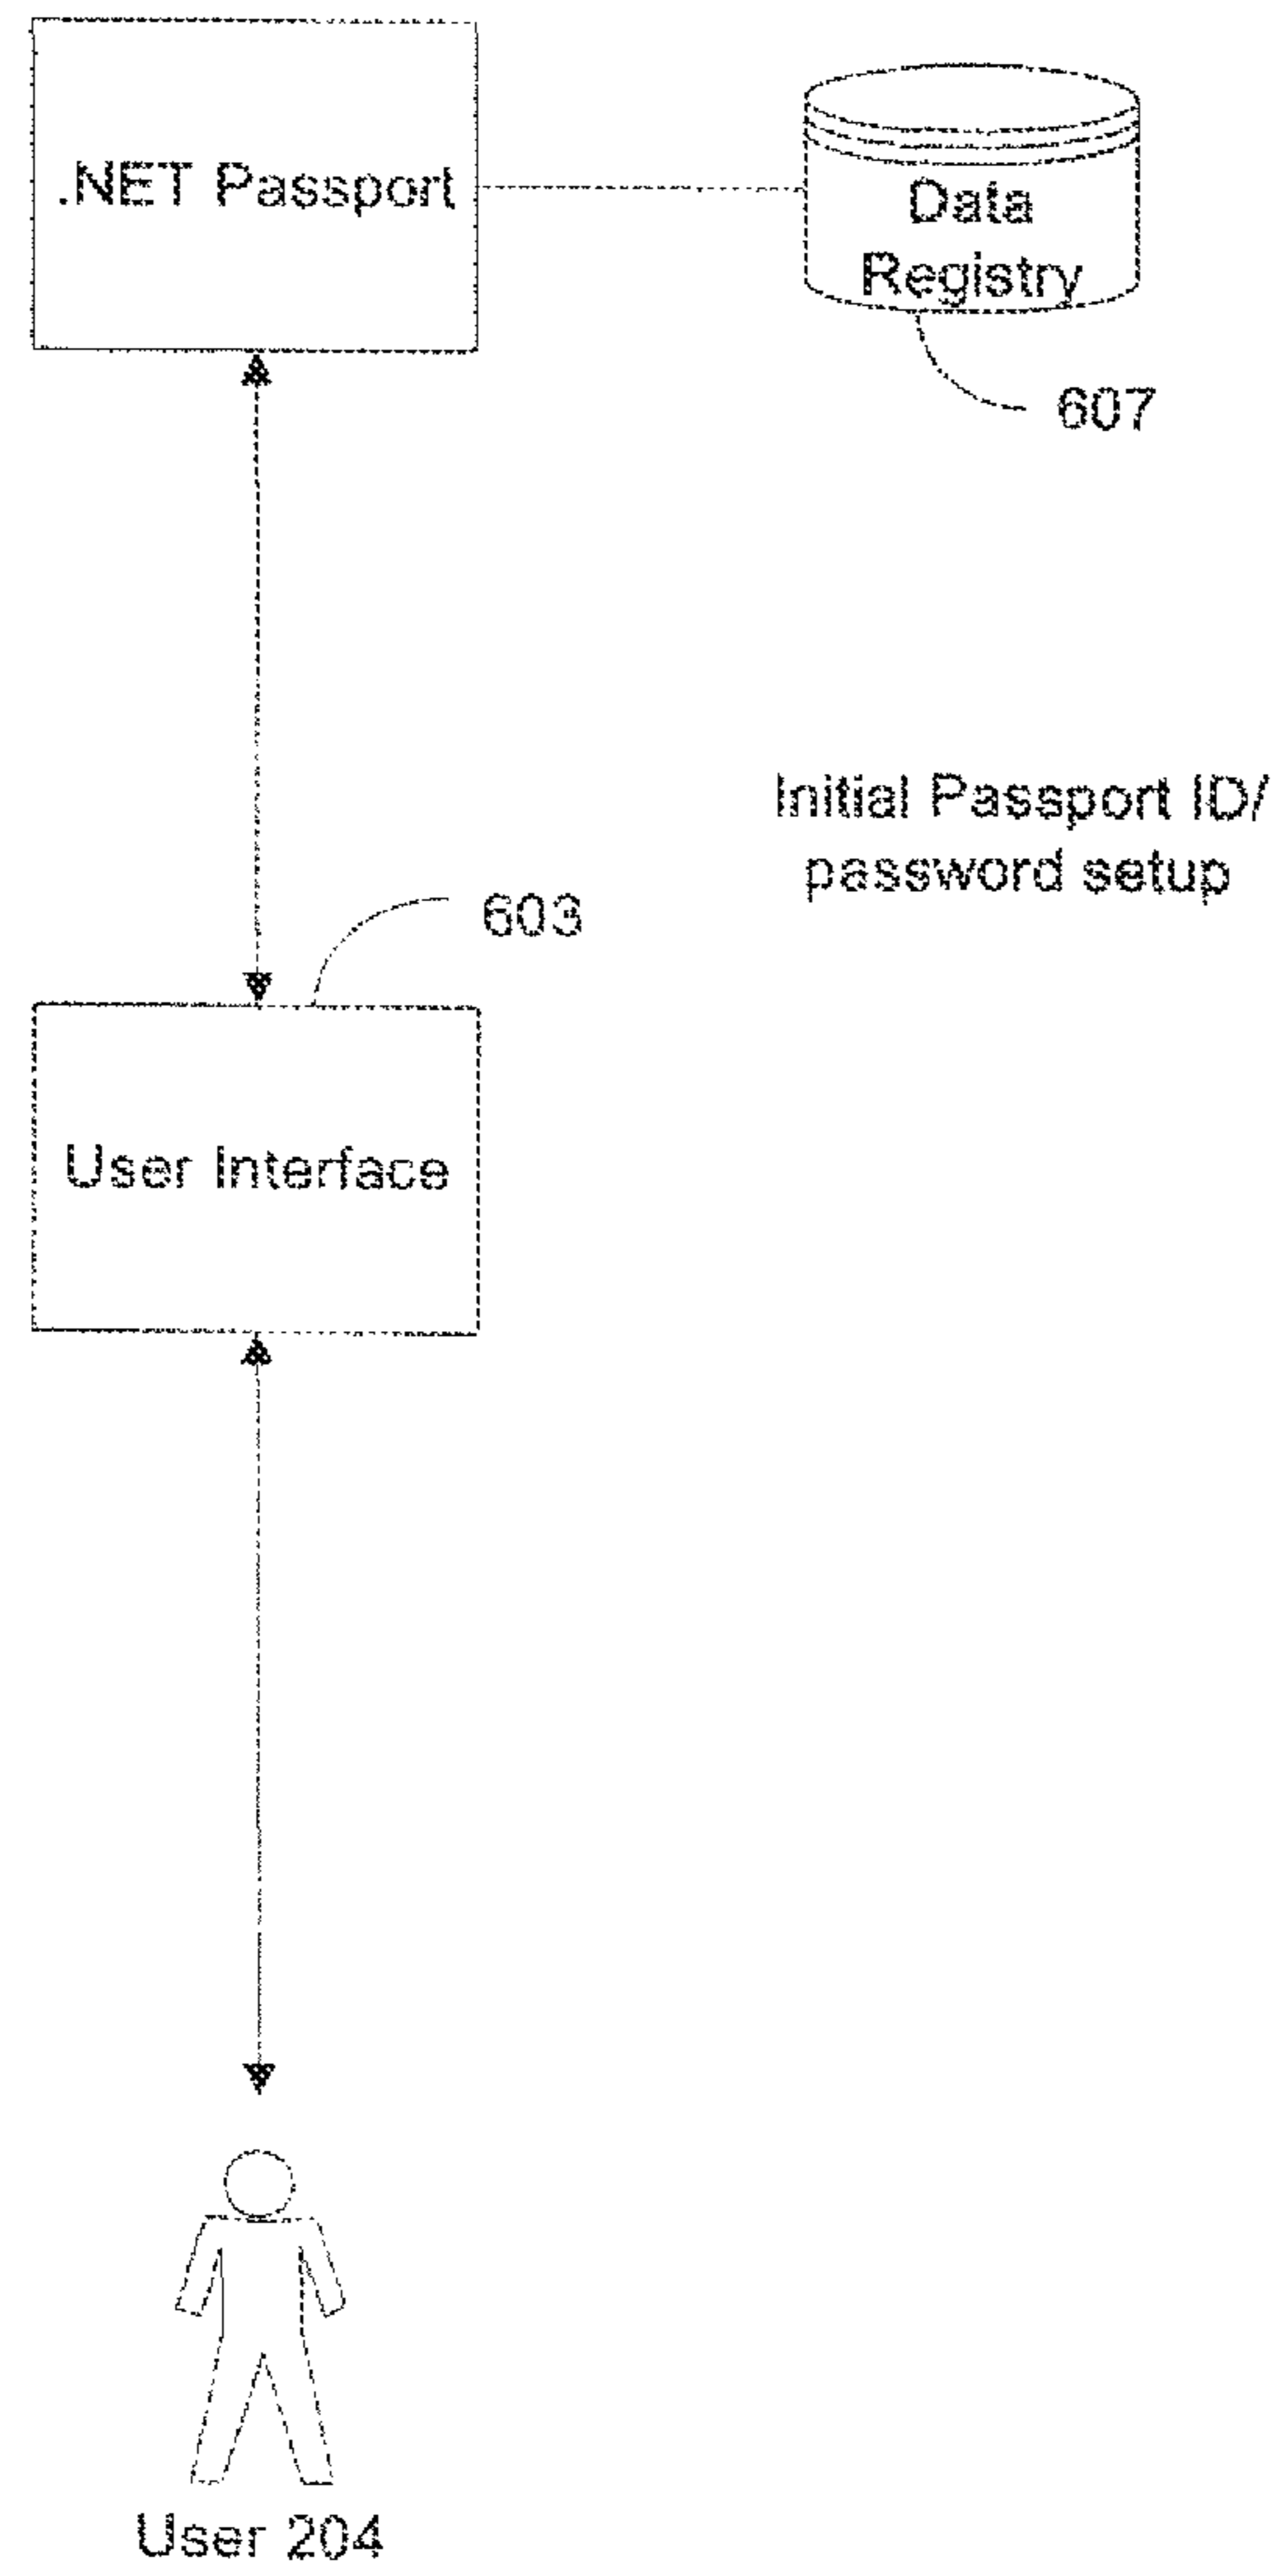 .NET Passport
Data
Registry
607
Initial Passport ID/
password setup
603
User Interface
User 204